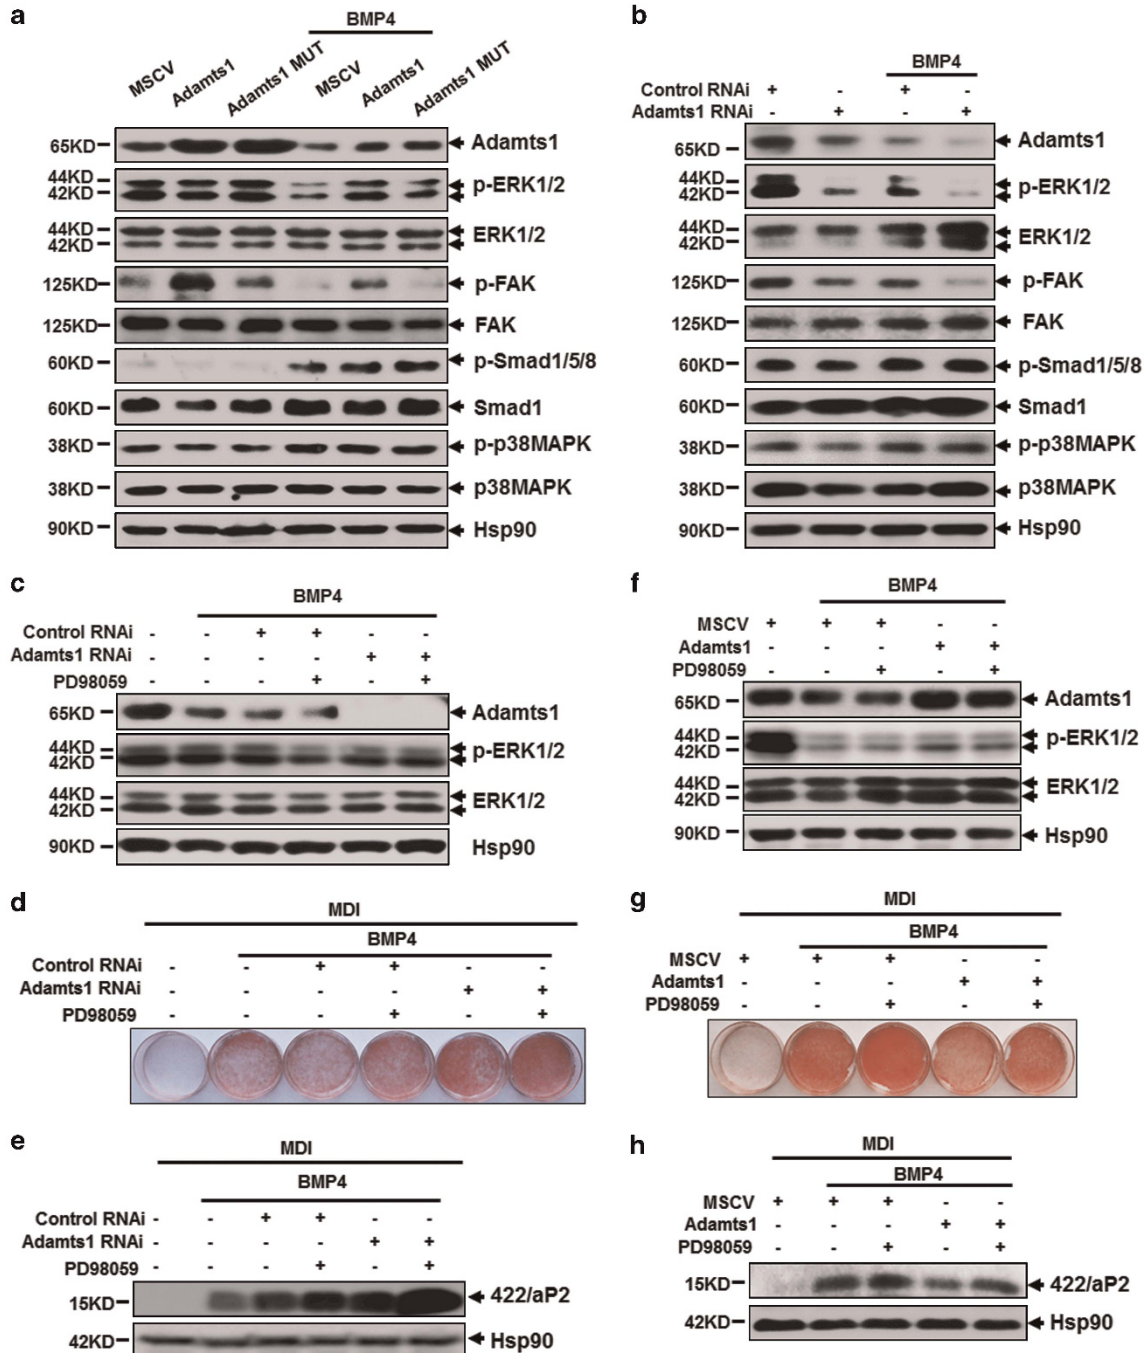 a
BMP4
MSCV
Adamts1
Adamts1 MUT
MSCV
Adamts1
Adamts1 MUT
65KD Adamts1
44KD
42KD p-ERK1/2
44KD
42KD ERK1/2
125KD p-FAK
125KD FAK
60KD p-Smad1/5/8
60KD Smad1
38KD p-p38MAPK
38KD p38MAPK
90KD Hsp90
b
BMP4
Control RNAi + - + -
Adamts1 RNAi - + - +
65KD Adamts1
44KD
42KD p-ERK1/2
44KD
42KD ERK1/2
125KD p-FAK
125KD FAK
60KD p-Smad1/5/8
60KD Smad1
38KD p-p38MAPK
38KD p38MAPK
90KD Hsp90
c
BMP4
Control RNAi - - + + - -
Adamts1 RNAi - - - - + +
PD98059 - - - + - +
65KD Adamts1
44KD
42KD p-ERK1/2
44KD
42KD ERK1/2
90KD Hsp90
f
BMP4
MSCV + + + - -
Adamts1 - - - + +
PD98059 - - + - +
65KD Adamts1
44KD
42KD p-ERK1/2
44KD
42KD ERK1/2
90KD Hsp90
d
MDI
BMP4
Control RNAi - - + + - -
Adamts1 RNAi - - - - + +
PD98059 - - - + - +
g
MDI
BMP4
MSCV + + + - -
Adamts1 - - - + +
PD98059 - - + - +
e
MDI
BMP4
Control RNAi - - + + - -
Adamts1 RNAi - - - - + +
PD98059 - - - + - +
15KD 422/aP2
42KD Hsp90
h
MDI
BMP4
MSCV + + + - -
Adamts1 - - - + +
PD98059 - - + - +
15KD 422/aP2
42KD Hsp90